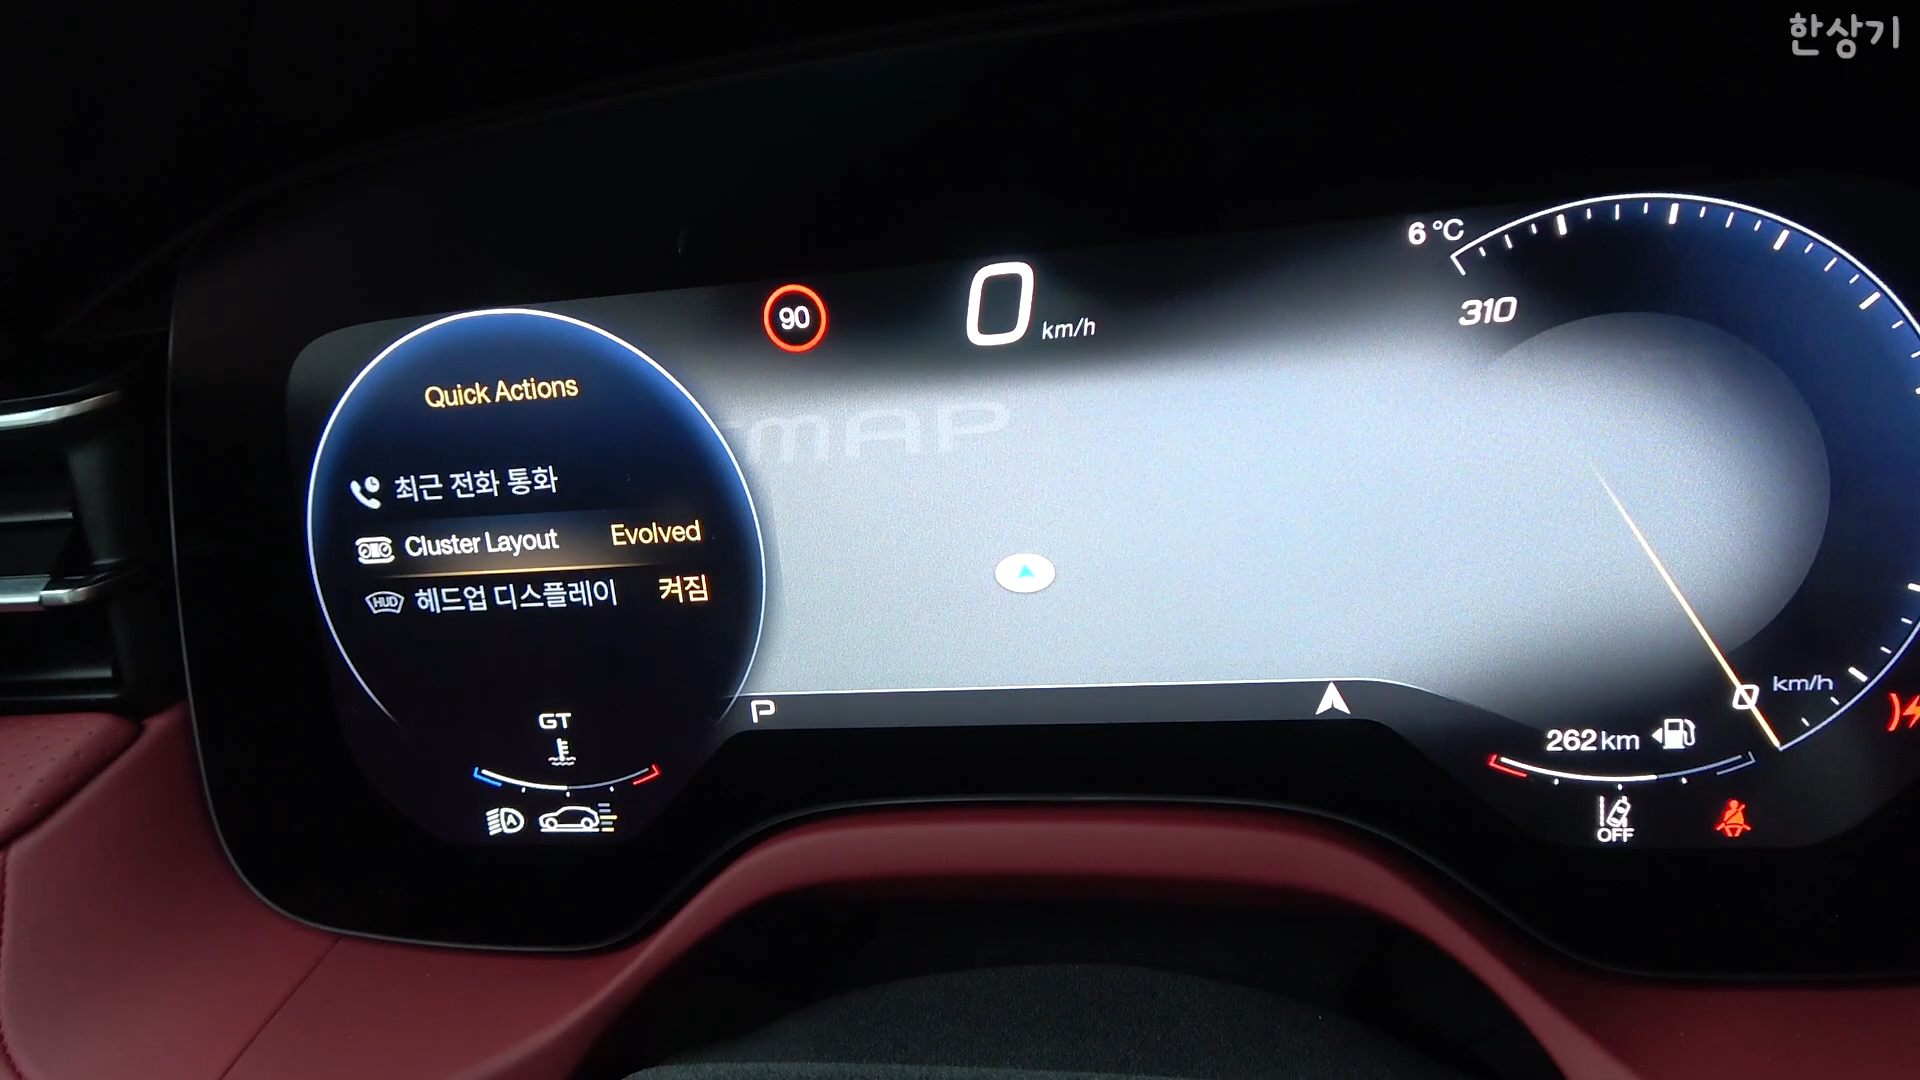 한상기
6 °C
310
90
0 km/h
Quick Actions
최근 전화 통화
Cluster Layout Evolved
HUD 헤드업 디스플레이 켜짐
P
0 km/h
GT
262 km
A
OFF